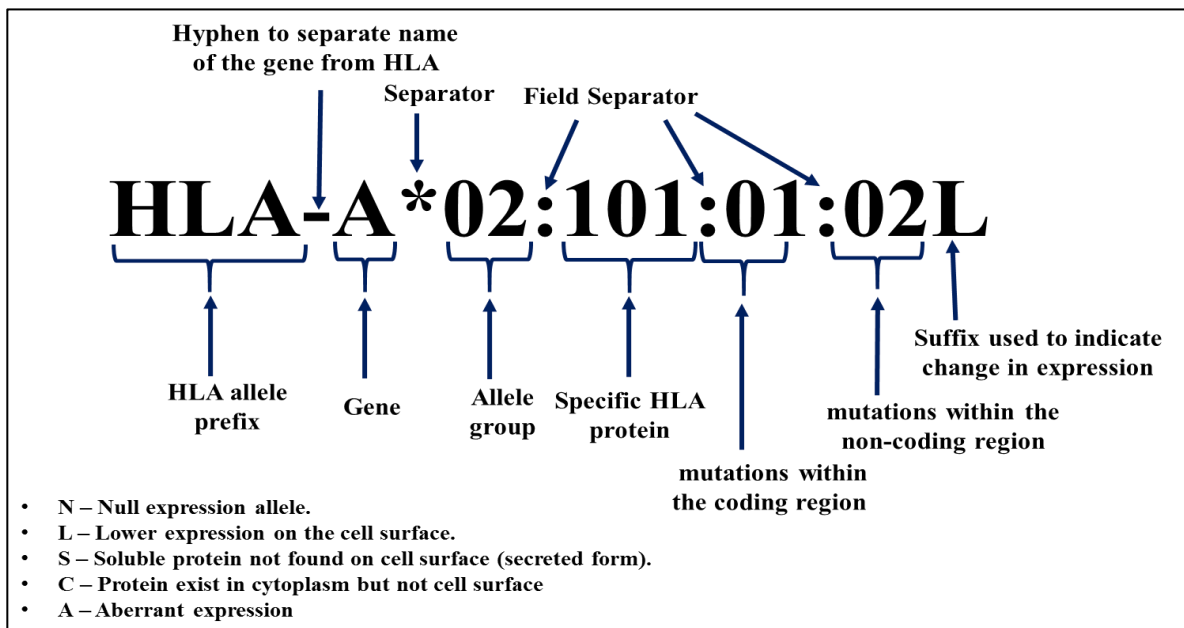 Hyphen to separate name
of the gene from HLA
Separator
Field Separator
HLA-A*02:101:01:02L
HLA allele
prefix
Gene
Allele
group
Specific HLA
protein
mutations within
the coding region
mutations within the
non-coding region
Suffix used to indicate
change in expression
• N – Null expression allele.
• L – Lower expression on the cell surface.
• S – Soluble protein not found on cell surface (secreted form).
• C – Protein exist in cytoplasm but not cell surface
• A – Aberrant expression